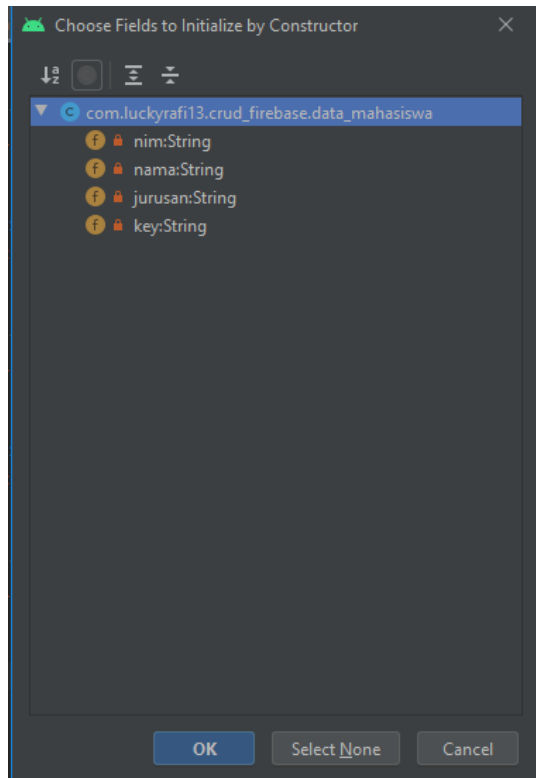 Choose Fields to Initialize by Constructor
com.luckyrafi13.crud_firebase.data_mahasiswa
nim:String
nama:String
jurusan:String
key:String
OK Select None Cancel